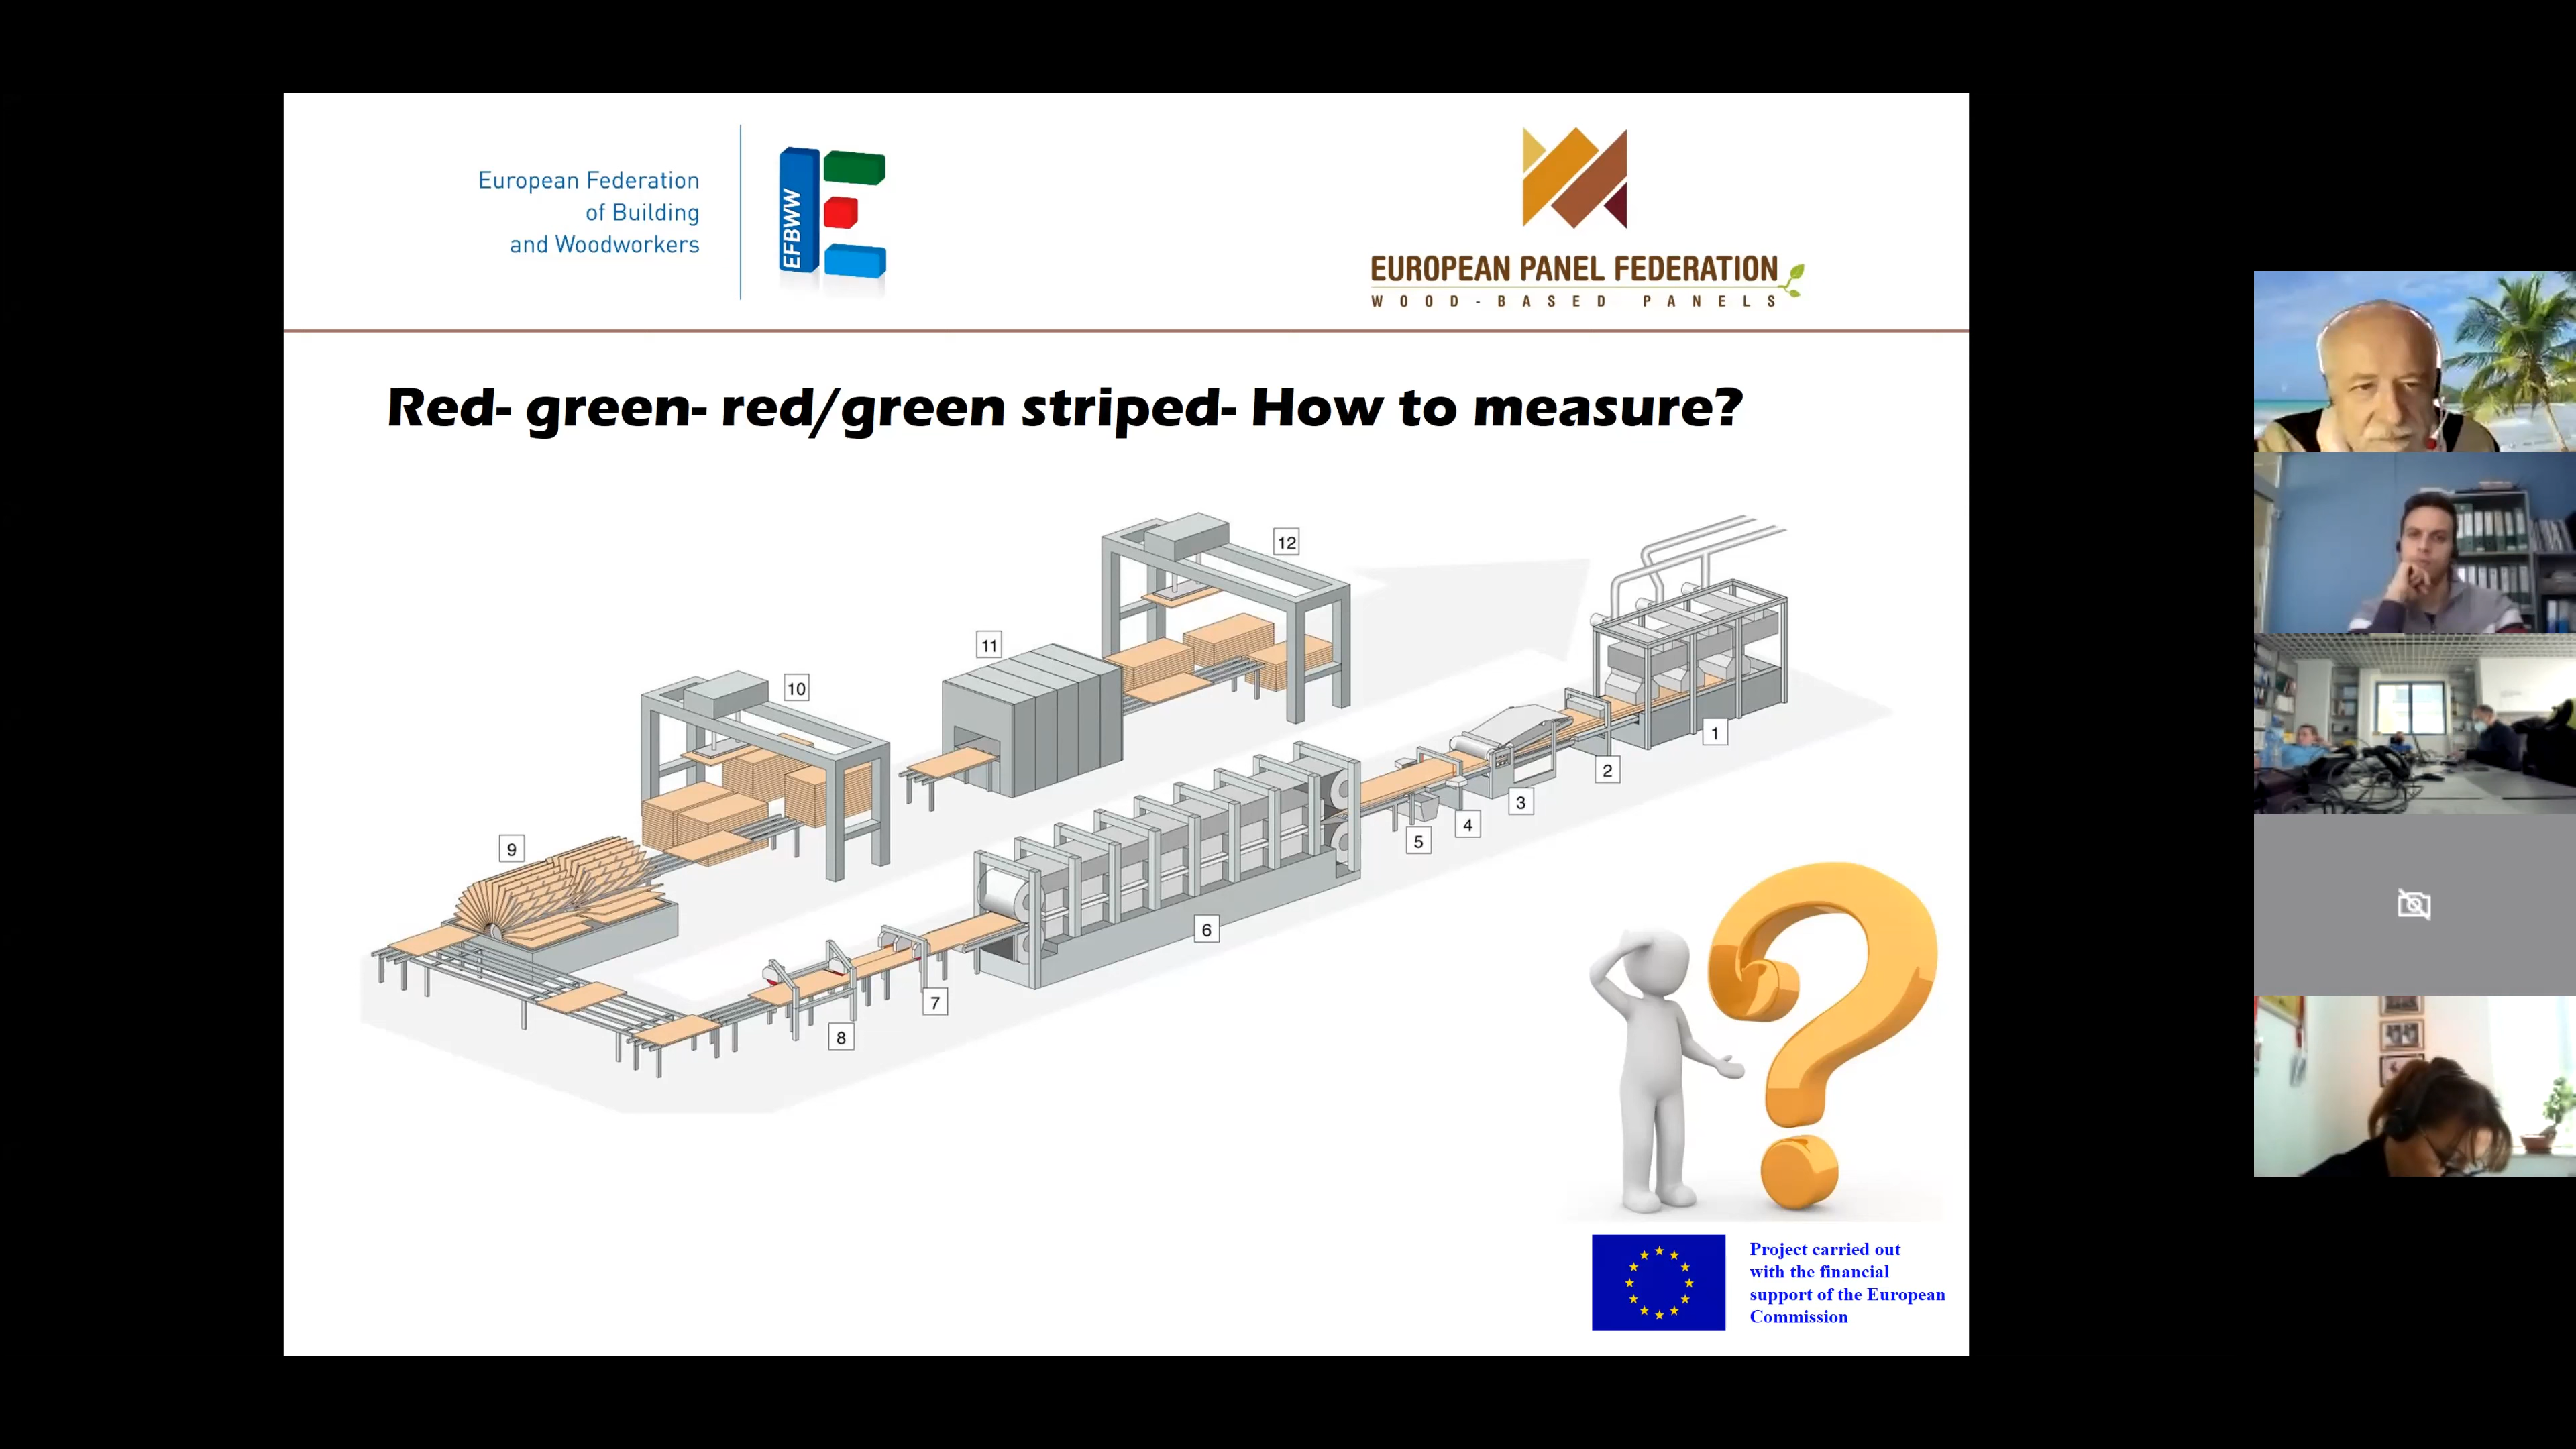 European Federation
of Building
and Woodworkers
EFBWW
EUROPEAN PANEL FEDERATION
WOOD-BASED PANELS
Red- green- red/green striped- How to measure?
12
11
10
1
2
3
4
5
9
6
7
8
Project carried out
with the financial
support of the European
Commission